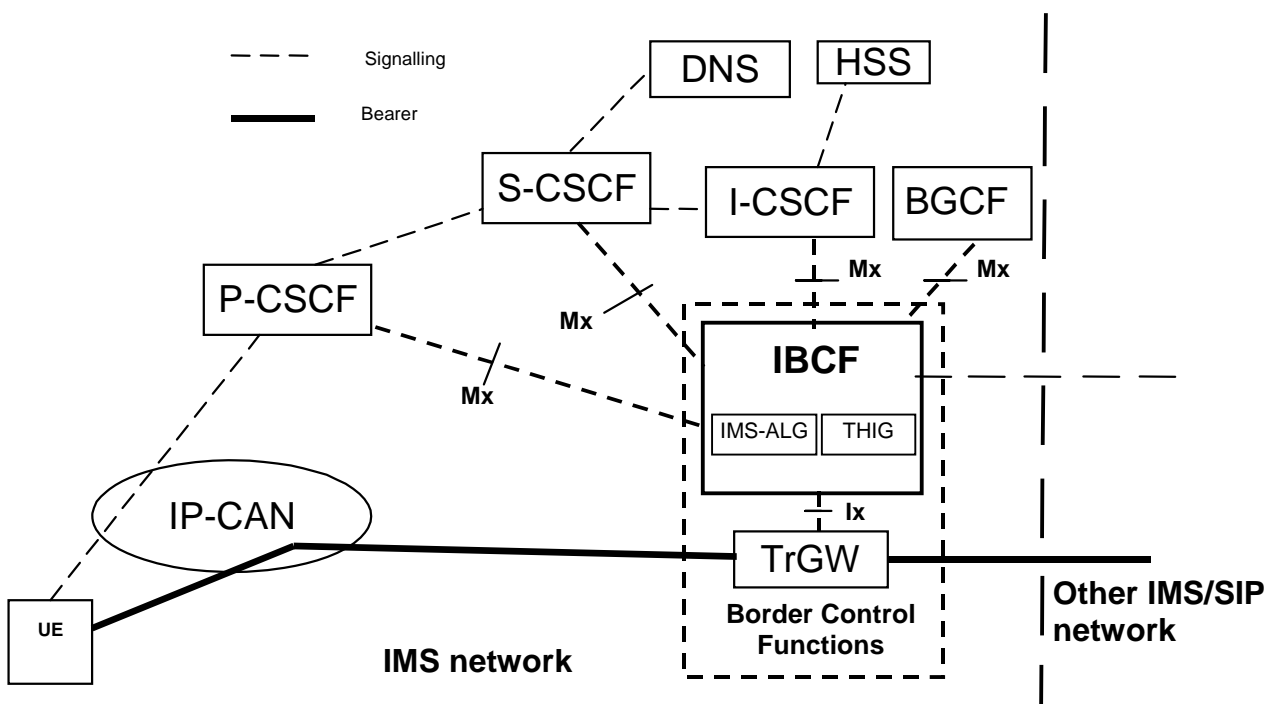 Signalling
Bearer
DNS
HSS
S-CSCF
I-CSCF
BGCF
P-CSCF
Mx
Mx
Mx
Mx
IBCF
IMS-ALG
THIG
Ix
IP-CAN
TrGW
UE
Border Control
Functions
Other IMS/SIP
network
IMS network